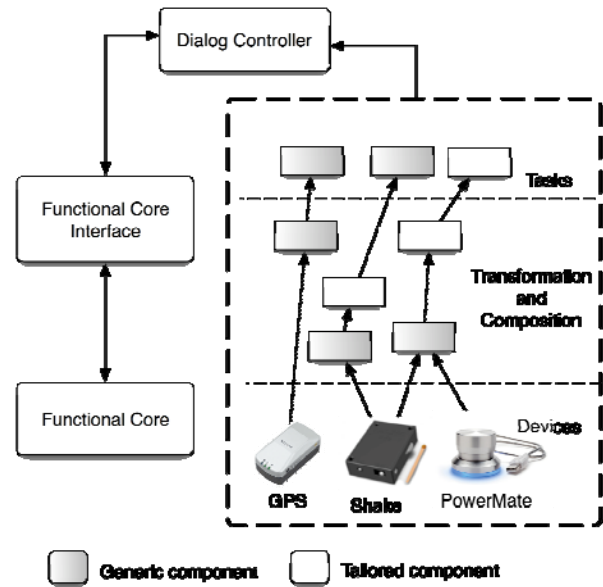 Dialog Controller
Functional Core
Interface
Functional Core
Tasks
Transformation
and
Composition
Devices
GPS
Shake
PowerMate
Generic component
Tailored component